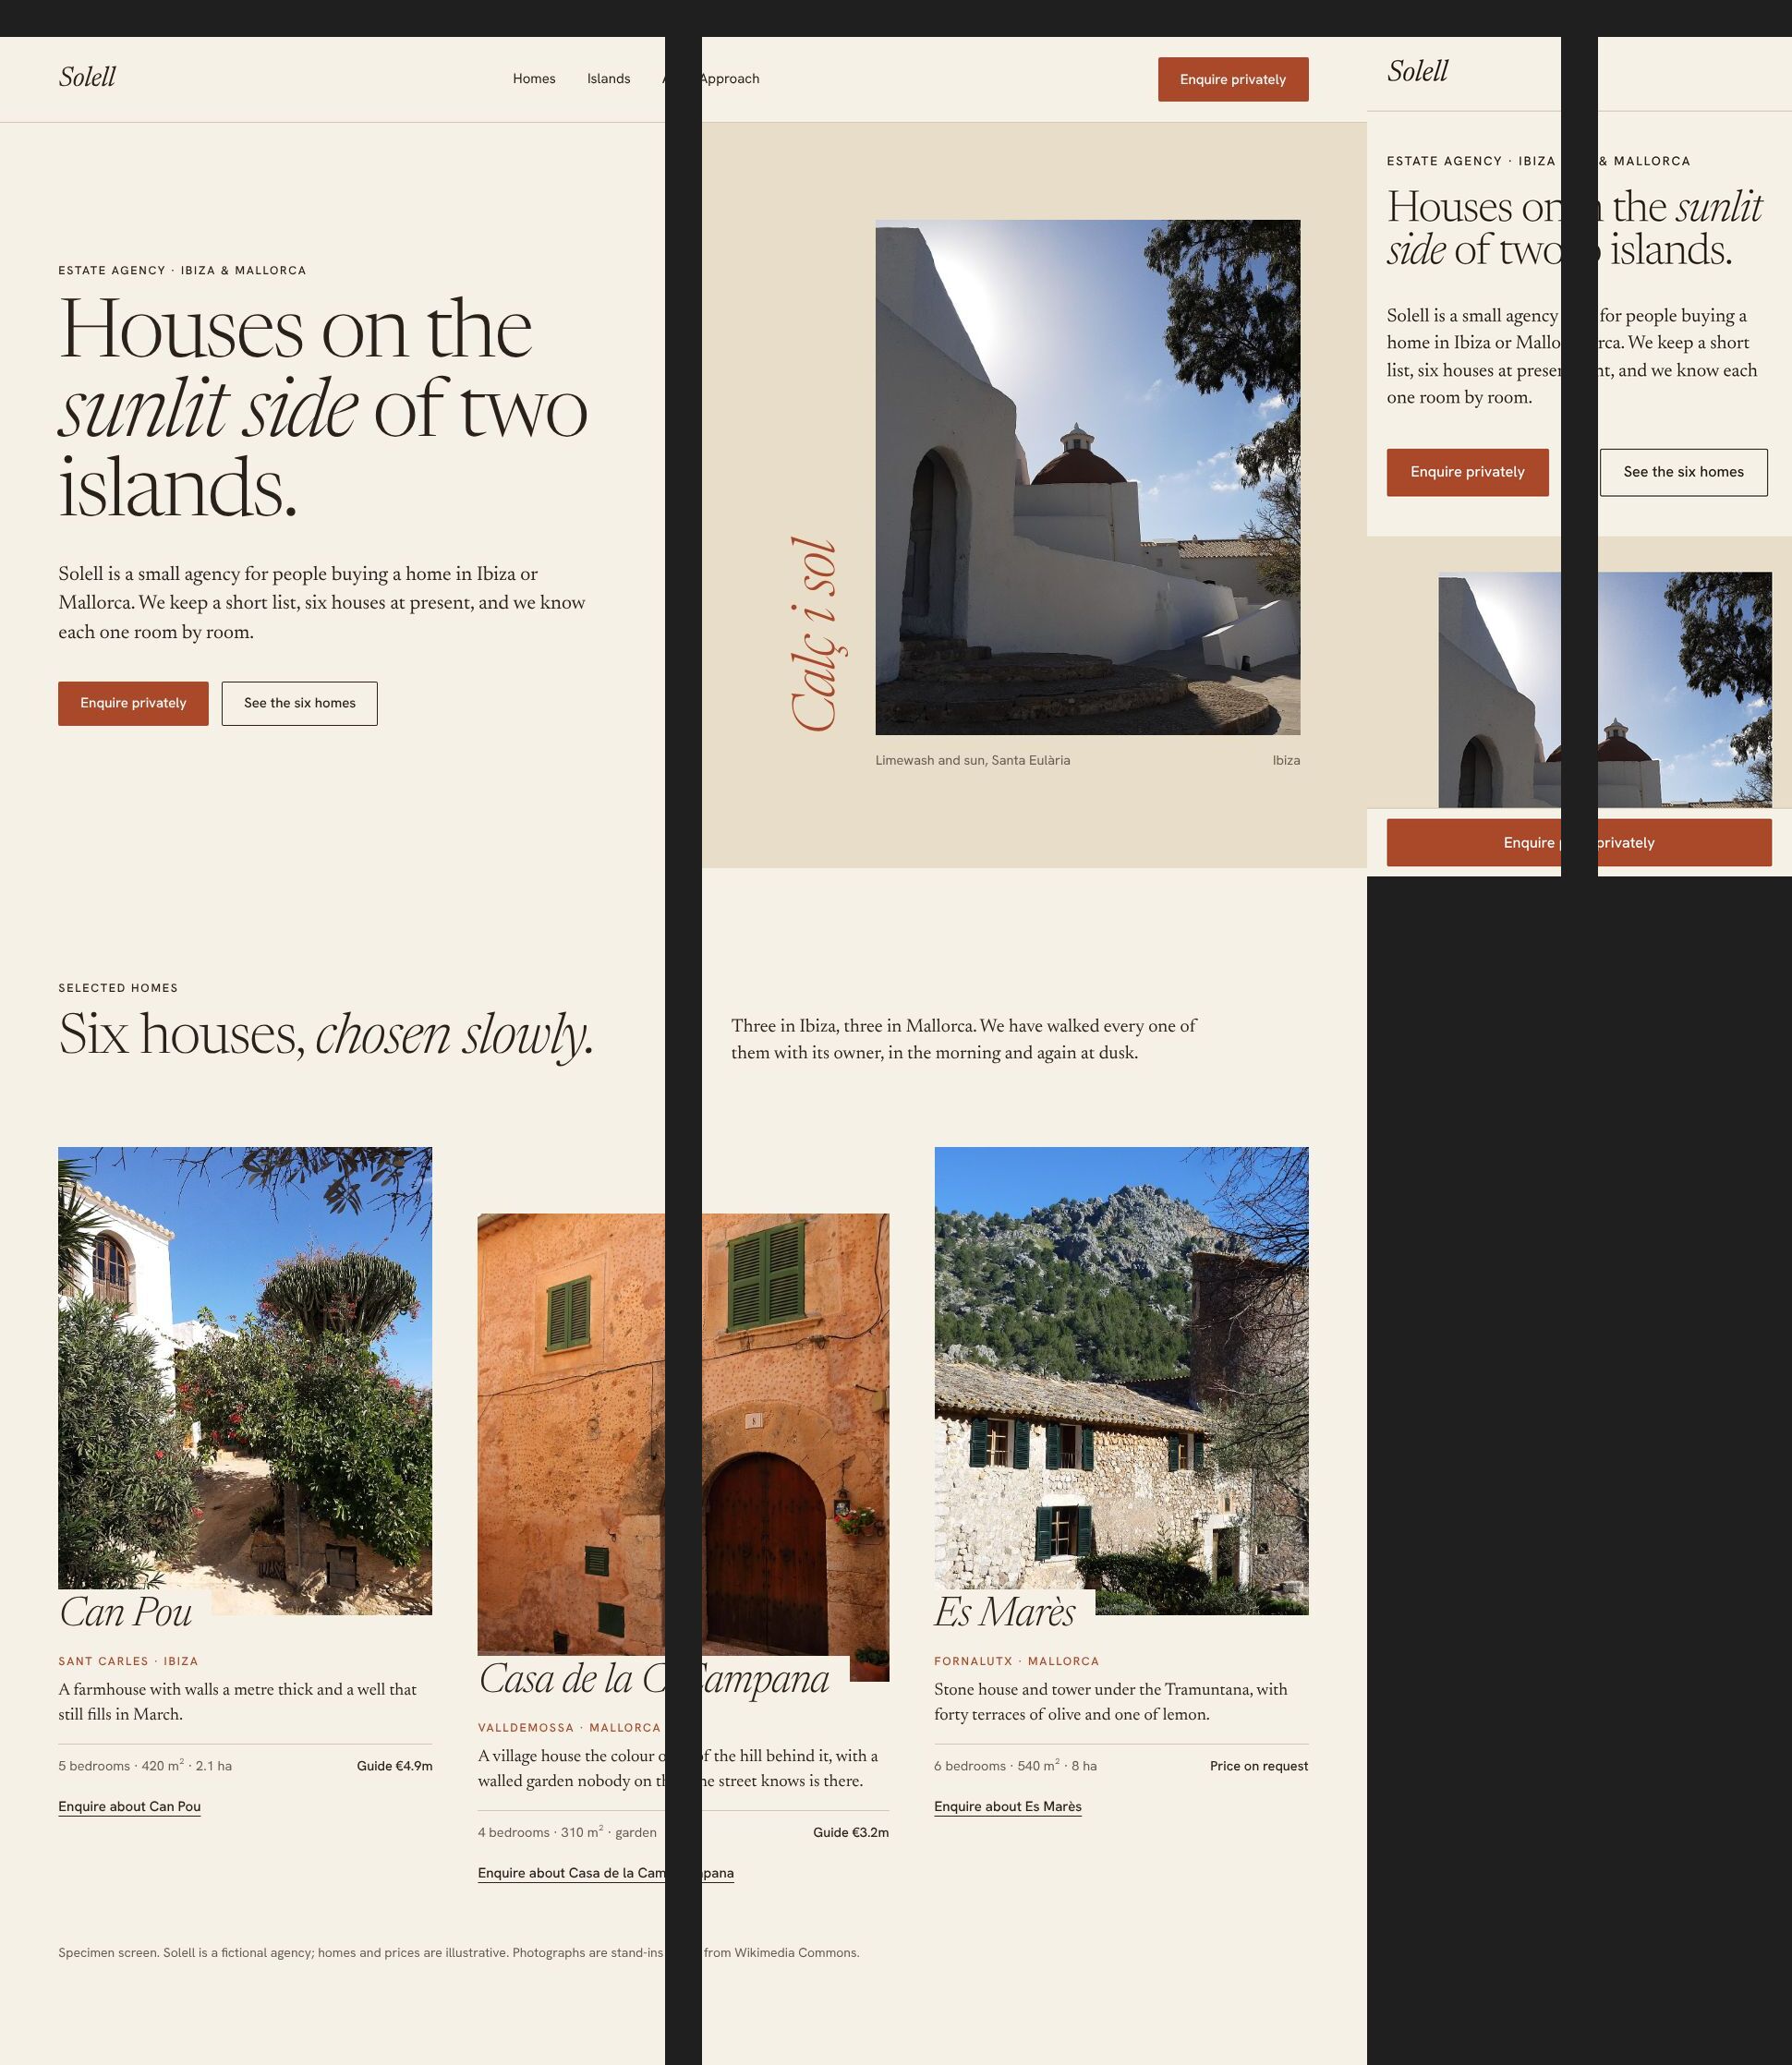 Solell
Homes Islands Approach
Enquire privately
ESTATE AGENCY · IBIZA & MALLORCA
Houses on the
sunlit side of two
islands.
Solell is a small agency for people buying a home in Ibiza or
Mallorca. We keep a short list, six houses at present, and we know
each one room by room.
Enquire privately
See the six homes
Calç i sol
Limewash and sun, Santa Eulària
Ibiza
SELECTED HOMES
Six houses, chosen slowly.
Three in Ibiza, three in Mallorca. We have walked every one of
them with its owner, in the morning and again at dusk.
Can Pou
SANT CARLES · IBIZA
A farmhouse with walls a metre thick and a well that
still fills in March.
5 bedrooms · 420 m² · 2.1 ha
Guide €4.9m
Enquire about Can Pou
Casa de la Campana
VALLDEMOSSA · MALLORCA
A village house the colour of the hill behind it, with a
walled garden nobody on the street knows is there.
4 bedrooms · 310 m² · garden
Guide €3.2m
Enquire about Casa de la Campana
Es Marès
FORNALUTX · MALLORCA
Stone house and tower under the Tramuntana, with
forty terraces of olive and one of lemon.
6 bedrooms · 540 m² · 8 ha
Price on request
Enquire about Es Marès
Specimen screen. Solell is a fictional agency; homes and prices are illustrative. Photographs are stand-ins from Wikimedia Commons.
Solell
ESTATE AGENCY · IBIZA & MALLORCA
Houses on the sunlit
side of two islands.
Solell is a small agency for people buying a
home in Ibiza or Mallorca. We keep a short
list, six houses at present, and we know each
one room by room.
Enquire privately
See the six homes
Enquire privately